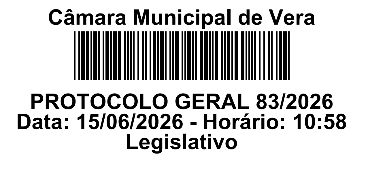 Câmara Municipal de Vera
PROTOCOLO GERAL 83/2026
Data: 15/06/2026 - Horário: 10:58
Legislativo